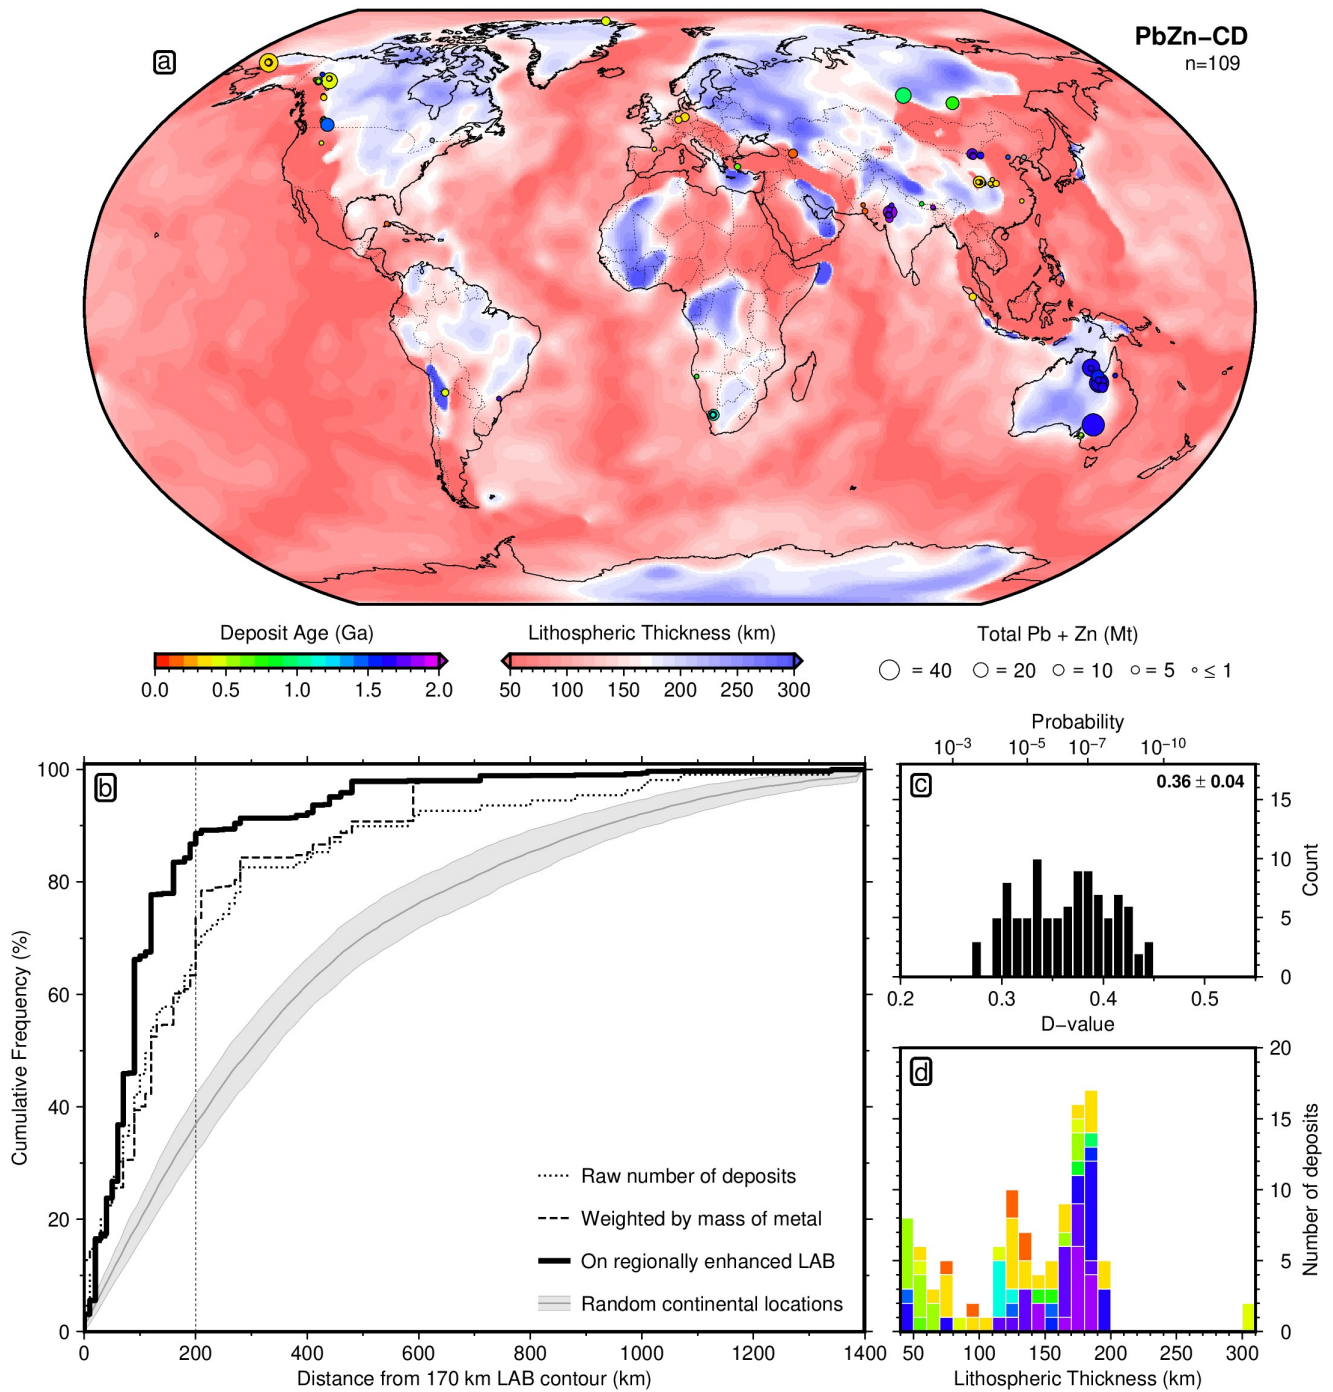 a
PbZn−CD
n=109
Deposit Age (Ga)
0.0 0.5 1.0 1.5 2.0
Lithospheric Thickness (km)
50 100 150 200 250 300
Total Pb + Zn (Mt)
= 40 = 20 = 10 = 5 ≤ 1
b
Cumulative Frequency (%)
100
80
60
40
20
0
Raw number of deposits
Weighted by mass of metal
On regionally enhanced LAB
Random continental locations
0 200 400 600 800 1000 1200 1400
Distance from 170 km LAB contour (km)
Probability
10−3 10−5 10−7 10−10
c
0.36 ± 0.04
15
10
5
0
Count
0.2 0.3 0.4 0.5
D−value
d
20
15
10
5
0
Number of deposits
50 100 150 200 250 300
Lithospheric Thickness (km)